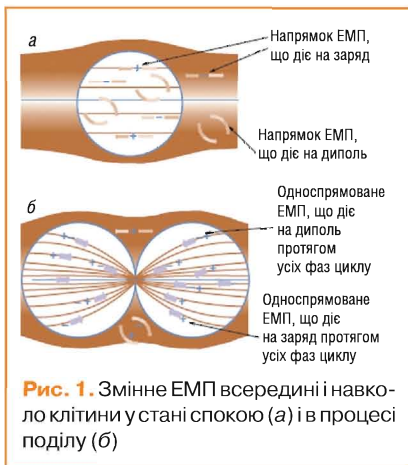 а
Напрямок ЕМП,
що діє на заряд
Напрямок ЕМП,
що діє на диполь
б
Односпрямоване
ЕМП, що діє
на диполь
протягом
усіх фаз циклу
Односпрямоване
ЕМП, що діє
на заряд протягом
усіх фаз циклу
Рис. 1. Змінне ЕМП всередині і навко-
ло клітини у стані спокою (а) і в процесі
поділу (б)